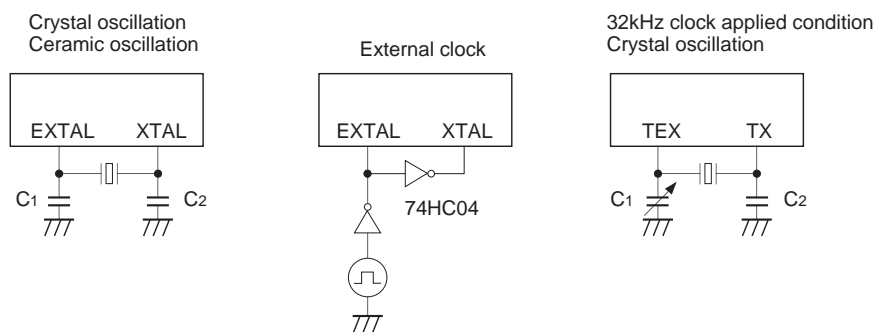 Crystal oscillation
Ceramic oscillation
EXTAL XTAL
C1 C2
External clock
EXTAL XTAL
74HC04
32kHz clock applied condition
Crystal oscillation
TEX TX
C1 C2